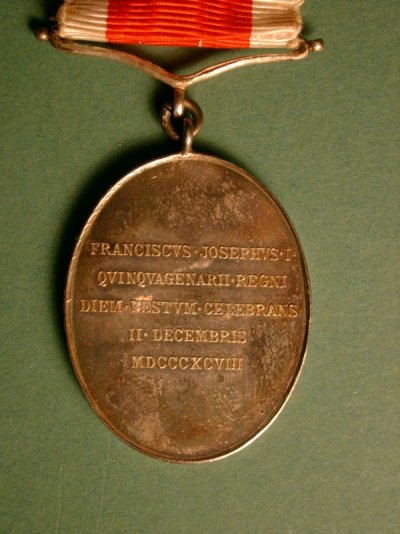 FRANCISCVS·JOSEPHVS·I·
QVINQVAGENARII·REGNI
DIEM·FESTVM·CELEBRANS
II·DECEMBRIS
MDCCCXCVIII